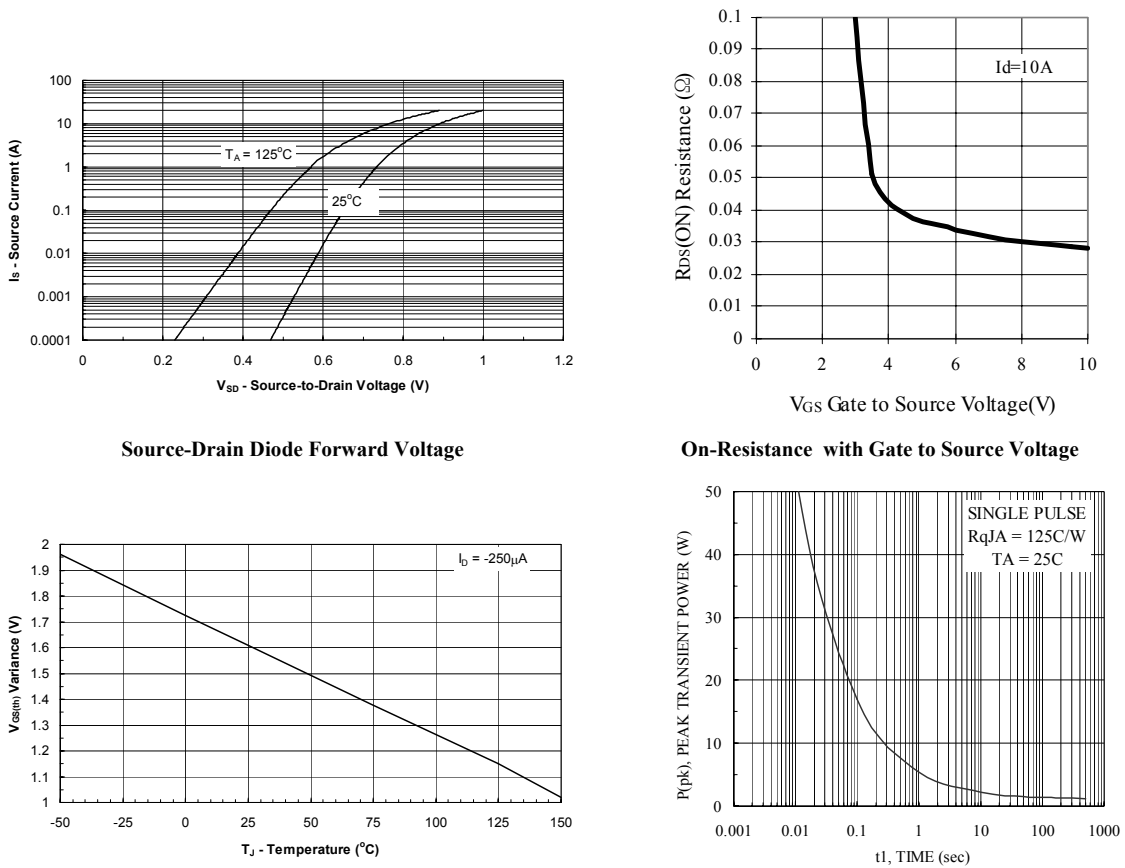 100
10
1
0.1
0.01
0.001
0.0001
IS - Source Current (A)
TA = 125°C
25°C
0 0.2 0.4 0.6 0.8 1 1.2
VSD - Source-to-Drain Voltage (V)
Source-Drain Diode Forward Voltage
0.1
0.09
0.08
0.07
0.06
0.05
0.04
0.03
0.02
0.01
0
RDS(ON) Resistance (Ω)
Id=10A
0 2 4 6 8 10
VGS Gate to Source Voltage(V)
On-Resistance with Gate to Source Voltage
2
1.9
1.8
1.7
1.6
1.5
1.4
1.3
1.2
1.1
1
VGS(th) Variance (V)
ID = -250µA
-50 -25 0 25 50 75 100 125 150
TJ - Temperature (°C)
50
40
30
20
10
0
P(pk), PEAK TRANSIENT POWER (W)
SINGLE PULSE
RqJA = 125C/W
TA = 25C
0.001 0.01 0.1 1 10 100 1000
t1, TIME (sec)